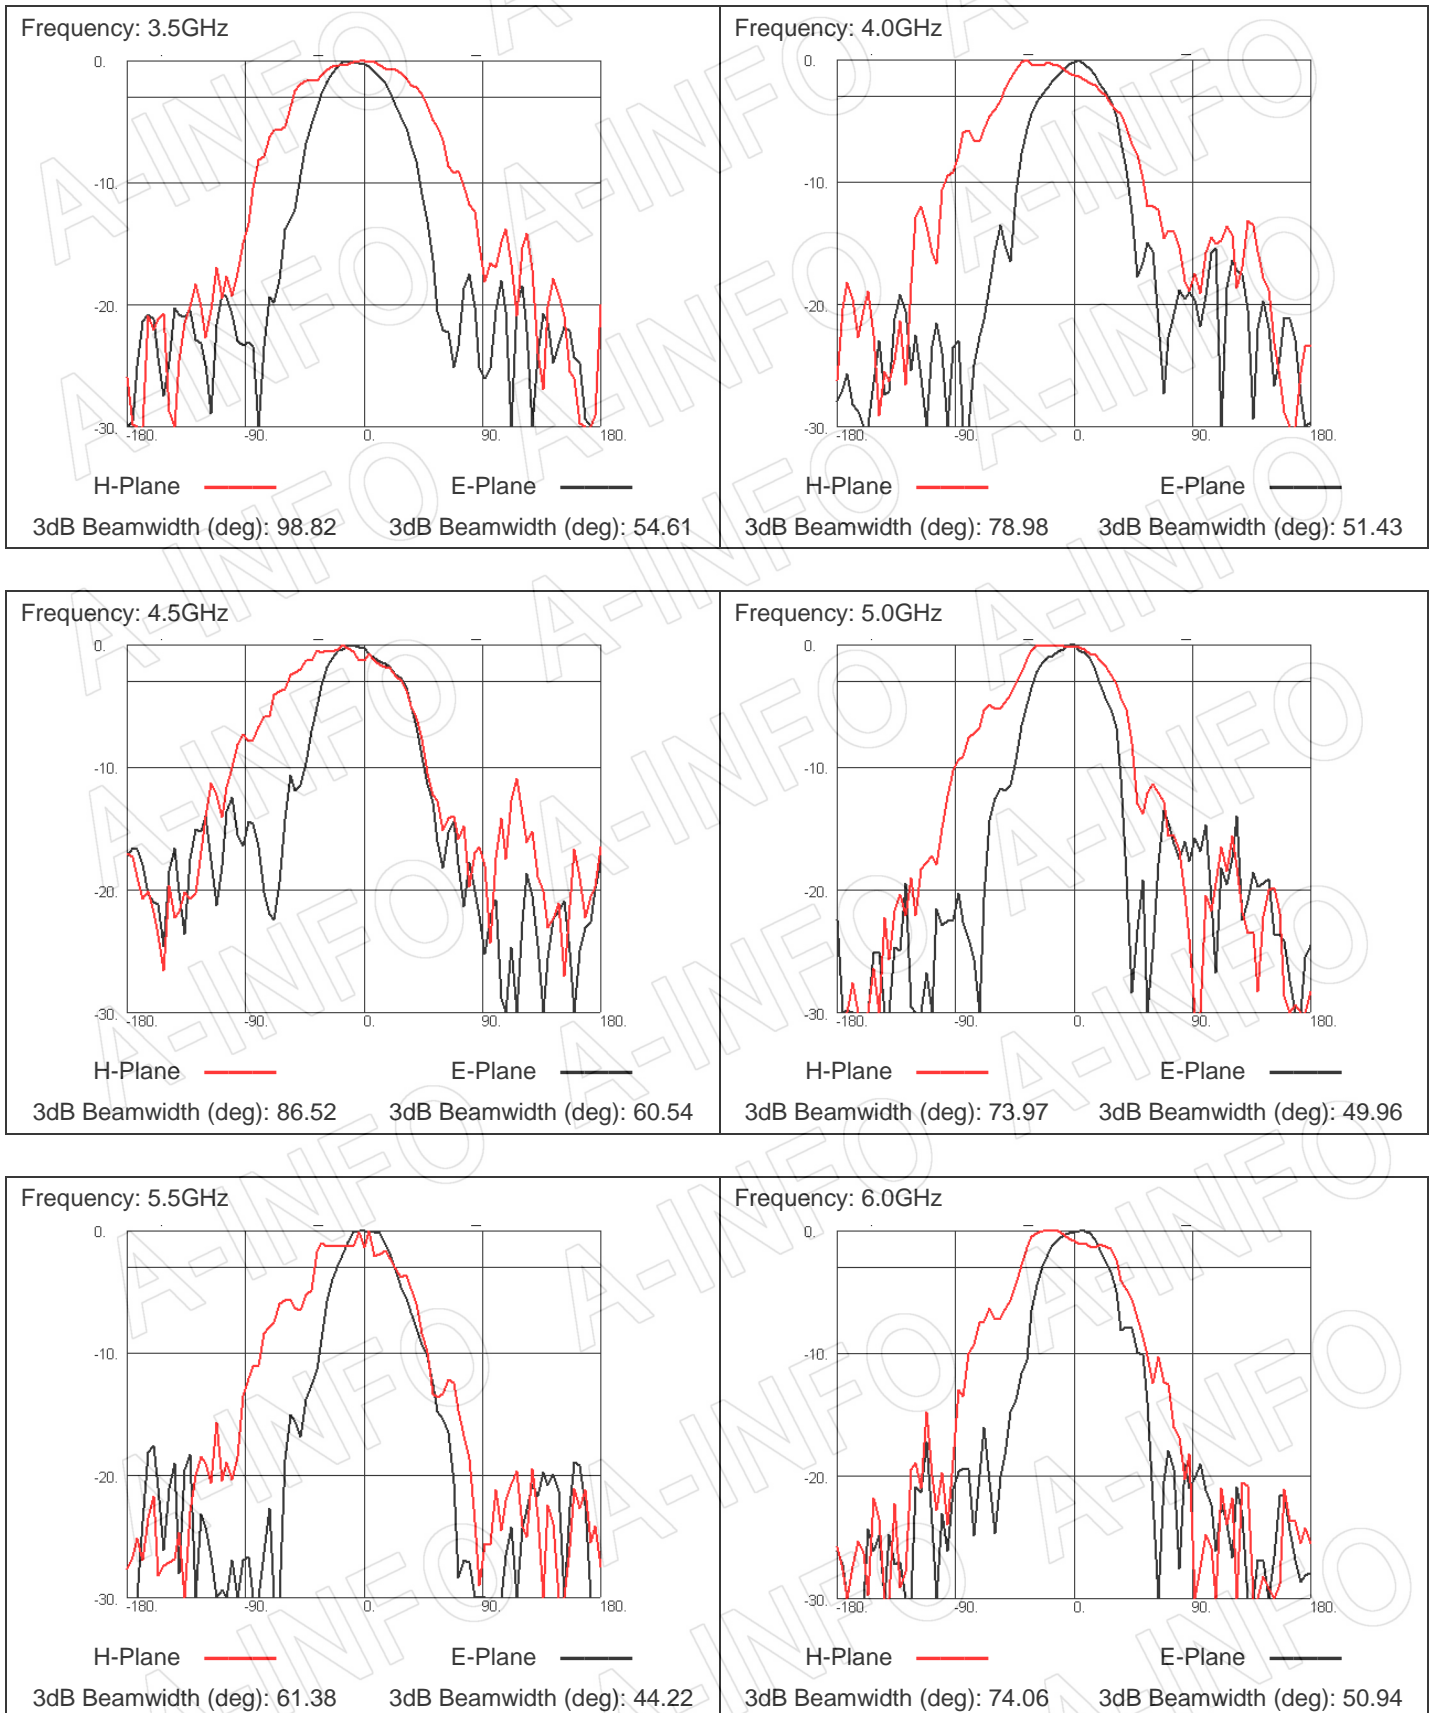 Frequency: 3.5GHz
0.
-10.
-20.
-30.
-180. -90. 0. 90. 180.
H-Plane E-Plane
3dB Beamwidth (deg): 98.82 3dB Beamwidth (deg): 54.61
Frequency: 4.0GHz
0.
-10.
-20.
-30.
-180. -90. 0. 90. 180.
H-Plane E-Plane
3dB Beamwidth (deg): 78.98 3dB Beamwidth (deg): 51.43
Frequency: 4.5GHz
0.
-10.
-20.
-30.
-180. -90. 0. 90. 180.
H-Plane E-Plane
3dB Beamwidth (deg): 86.52 3dB Beamwidth (deg): 60.54
Frequency: 5.0GHz
0.
-10.
-20.
-30.
-180. -90. 0. 90. 180.
H-Plane E-Plane
3dB Beamwidth (deg): 73.97 3dB Beamwidth (deg): 49.96
Frequency: 5.5GHz
0.
-10.
-20.
-30.
-180. -90. 0. 90. 180.
H-Plane E-Plane
3dB Beamwidth (deg): 61.38 3dB Beamwidth (deg): 44.22
Frequency: 6.0GHz
0.
-10.
-20.
-30.
-180. -90. 0. 90. 180.
H-Plane E-Plane
3dB Beamwidth (deg): 74.06 3dB Beamwidth (deg): 50.94
A-INFO